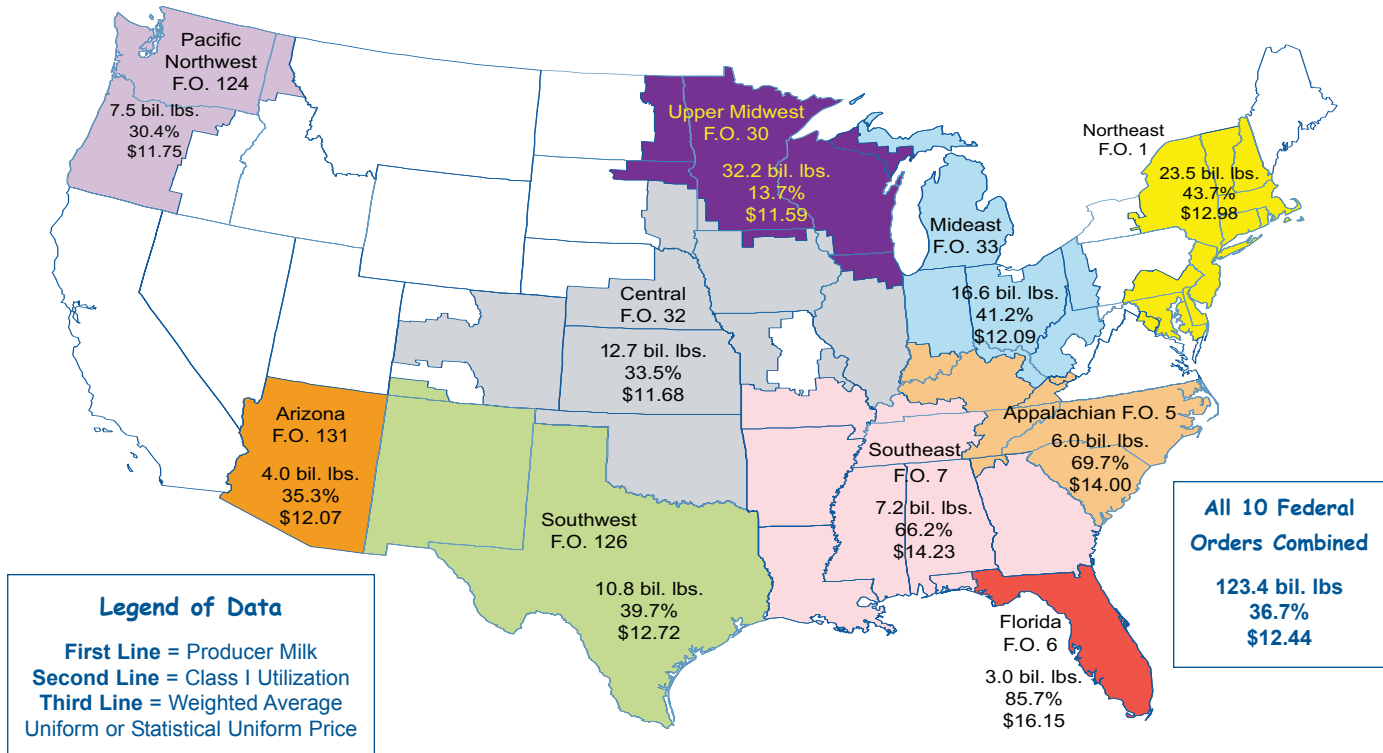 Pacific
Northwest
F.O. 124
7.5 bil. lbs.
30.4%
$11.75
Upper Midwest
F.O. 30
32.2 bil. lbs.
13.7%
$11.59
Northeast
F.O. 1
23.5 bil. lbs.
43.7%
$12.98
Mideast
F.O. 33
16.6 bil. lbs.
41.2%
$12.09
Central
F.O. 32
12.7 bil. lbs.
33.5%
$11.68
Arizona
F.O. 131
4.0 bil. lbs.
35.3%
$12.07
Southwest
F.O. 126
10.8 bil. lbs.
39.7%
$12.72
Southeast
F.O. 7
7.2 bil. lbs.
66.2%
$14.23
Appalachian F.O. 5
6.0 bil. lbs.
69.7%
$14.00
Florida
F.O. 6
3.0 bil. lbs.
85.7%
$16.15
All 10 Federal
Orders Combined
123.4 bil. lbs
36.7%
$12.44
Legend of Data
First Line = Producer Milk
Second Line = Class I Utilization
Third Line = Weighted Average
Uniform or Statistical Uniform Price